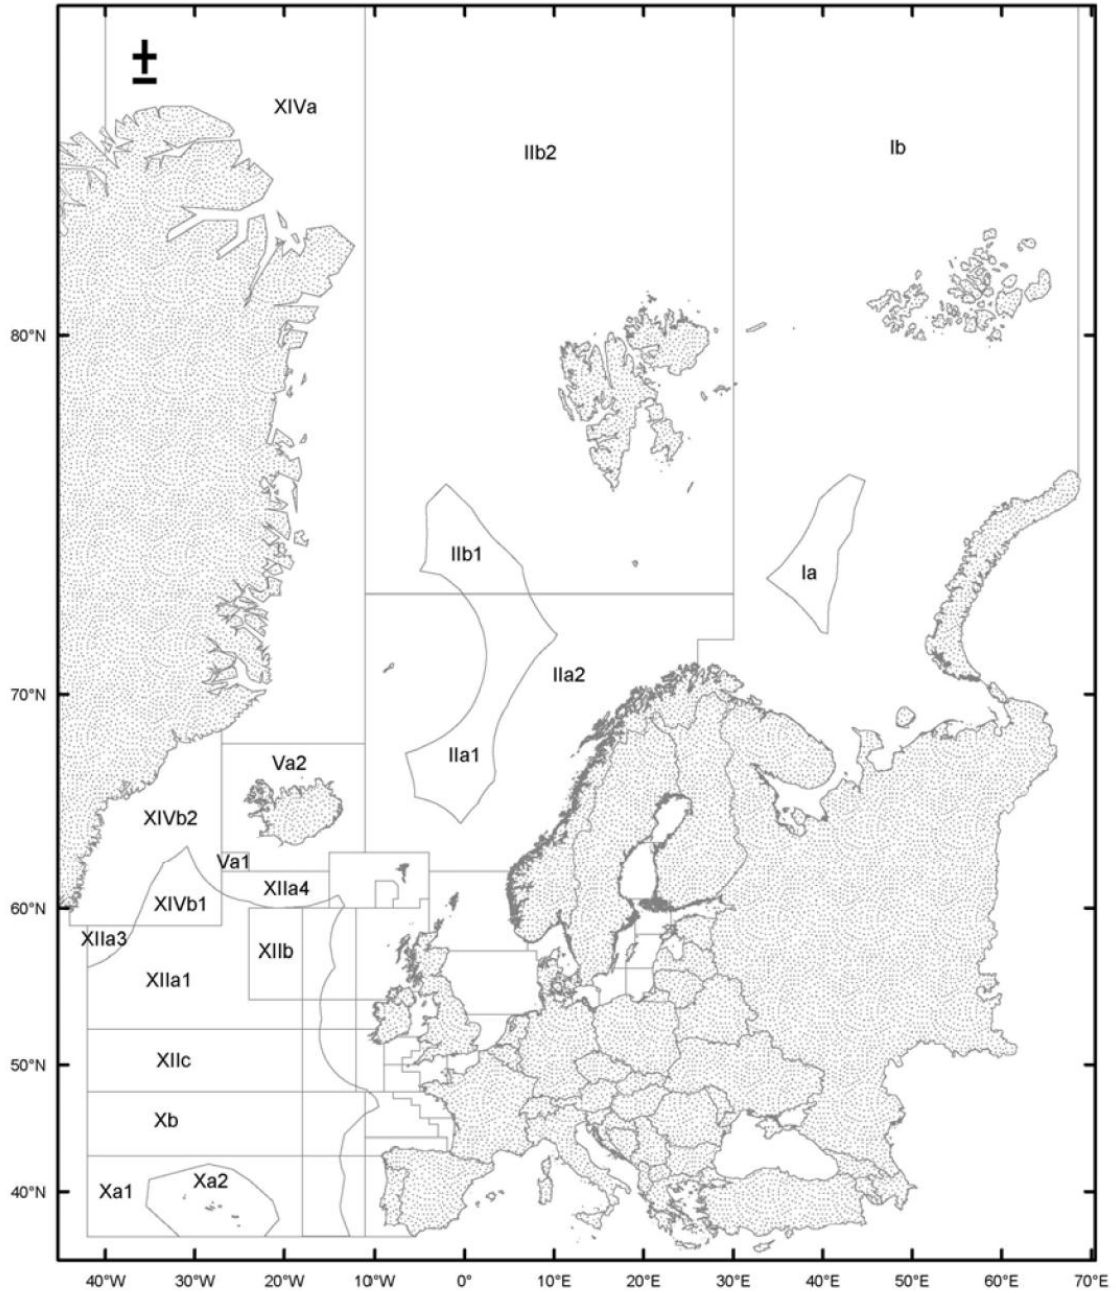 XIVa
IIb2
Ib
80°N
IIb1
Ia
70°N
IIa2
IIa1
Va2
XIVb2
Va1
XIIa4
XIVb1
60°N
XIIa3
XIIb
XIIa1
50°N
XIIc
Xb
40°N
Xa1
Xa2
40°W 30°W 20°W 10°W 0° 10°E 20°E 30°E 40°E 50°E 60°E 70°E